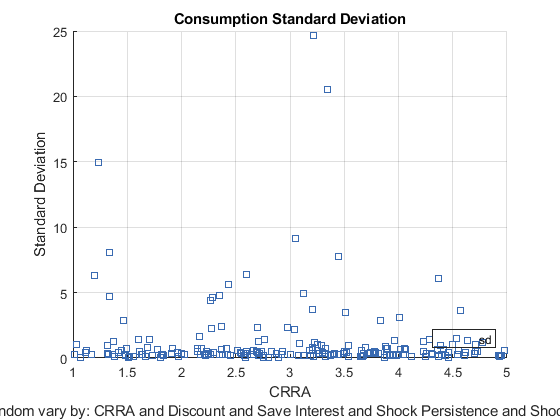 Consumption Standard Deviation
25
20
15
10
5
0
Standard Deviation
sd
1 1.5 2 2.5 3 3.5 4 4.5 5
CRRA
ndom vary by: CRRA and Discount and Save Interest and Shock Persistence and Sho